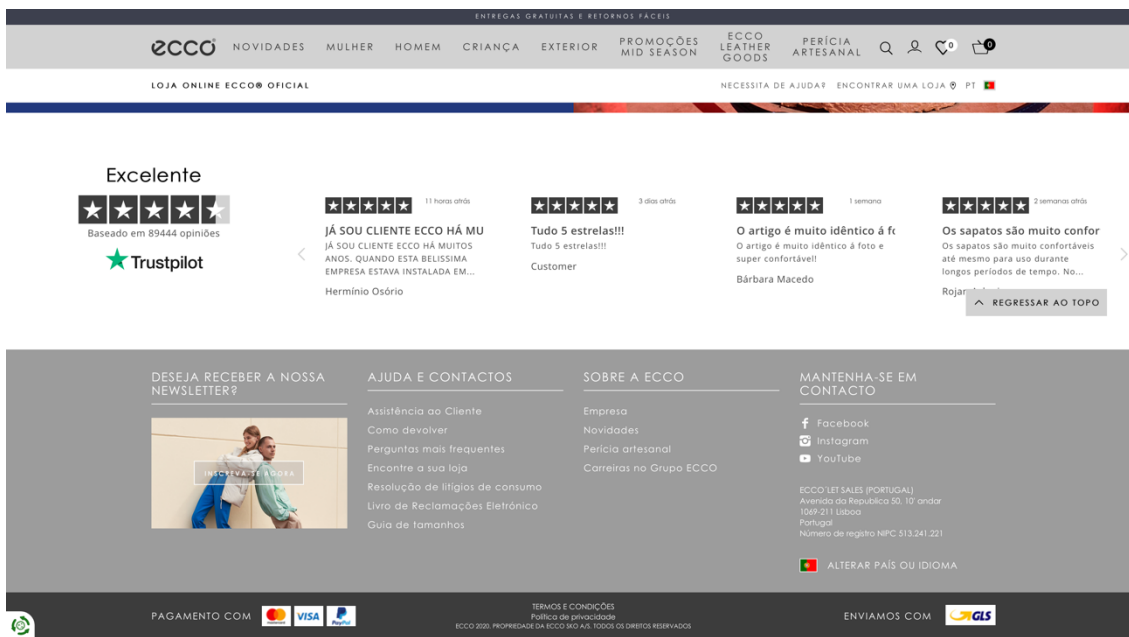 ENTREGAS GRATUITAS E RETORNOS FÁCEIS
ecco
NOVIDADES
MULHER
HOMEM
CRIANÇA
EXTERIOR
PROMOÇÕES
MID SEASON
ECCO
LEATHER
GOODS
PERÍCIA
ARTESANAL
0
0
LOJA ONLINE ECCO® OFICIAL
NECESSITA DE AJUDA?
ENCONTRAR UMA LOJA
PT
Excelente
Baseado em 89444 opiniões
Trustpilot
11 horas atrás
JÁ SOU CLIENTE ECCO HÁ MU
JÁ SOU CLIENTE ECCO HÁ MUITOS
ANOS. QUANDO ESTA BELISSIMA
EMPRESA ESTAVA INSTALADA EM...
Hermínio Osório
3 dias atrás
Tudo 5 estrelas!!!
Tudo 5 estrelas!!!
Customer
1 semana
O artigo é muito idêntico á fo
O artigo é muito idêntico á foto e
super confortável!
Bárbara Macedo
2 semanas atrás
Os sapatos são muito confor
Os sapatos são muito confortáveis
até mesmo para uso durante
longos períodos de tempo. No...
REGRESSAR AO TOPO
DESEJA RECEBER A NOSSA
NEWSLETTER?
INSCREVA-SE AGORA
AJUDA E CONTACTOS
Assistência ao Cliente
Como devolver
Perguntas mais frequentes
Encontre a sua loja
Resolução de litígios de consumo
Livro de Reclamações Eletrónico
Guia de tamanhos
SOBRE A ECCO
Empresa
Novidades
Perícia artesanal
Carreiras no Grupo ECCO
MANTENHA-SE EM
CONTACTO
Facebook
Instagram
YouTube
ECCO´LET SALES (PORTUGAL)
Avenida da Republica 50, 10º andar
1069-211 Lisboa
Portugal
Número de registro NIPC 513.241.221
ALTERAR PAÍS OU IDIOMA
PAGAMENTO COM
VISA
PayPal
TERMOS E CONDIÇÕES
Política de privacidade
ECCO 2020. PROPRIEDADE DA ECCO SKO A/S. TODOS OS DIREITOS RESERVADOS
ENVIAMOS COM
GLS